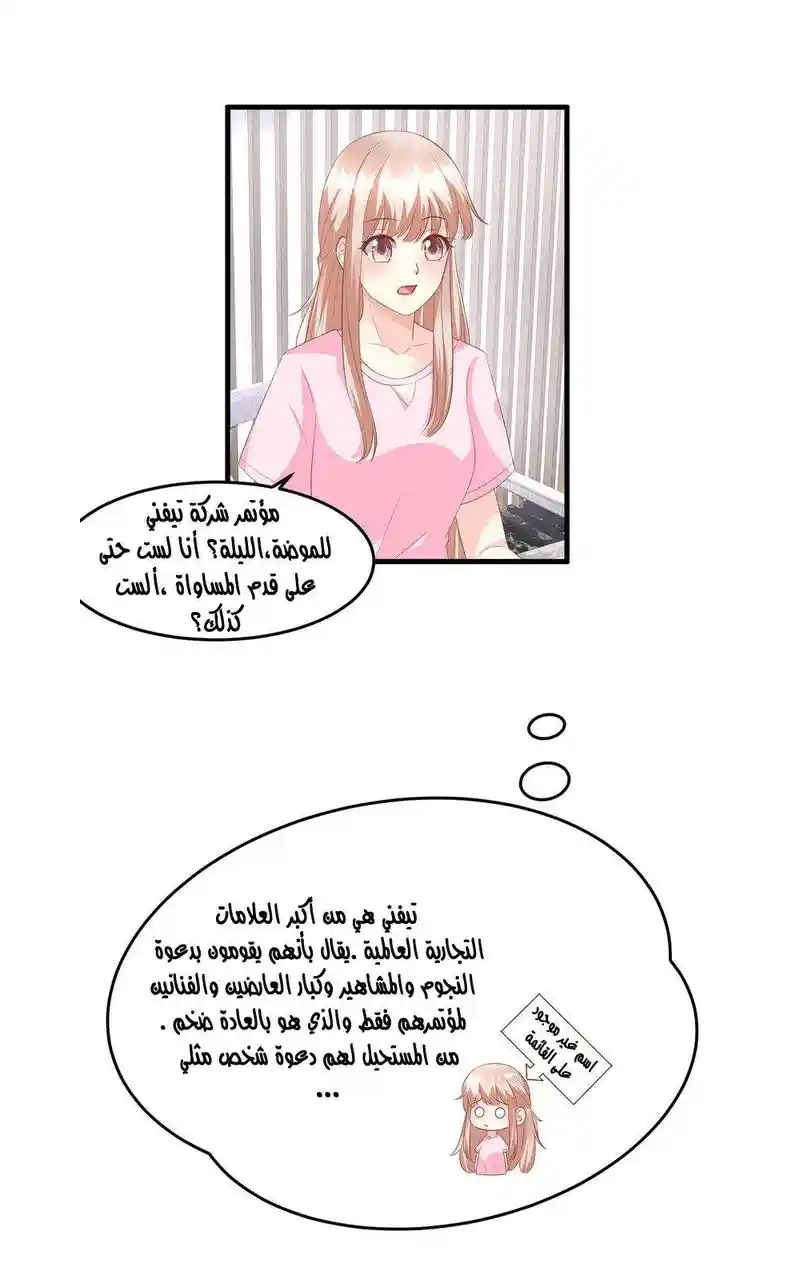 مؤتمر شركة تيفني
للموضة،الليلة؟ أنا لست حتى
على قدم المساواة ،ألست
كذلك؟
تيفني هي من أكبر العلامات
التجارية العالمية .يقال بأنهم يقومون بدعوة
النجوم والمشاهير وكبار العارضين والفنانين
لمؤتمرهم فقط والذي هو بالعادة ضخم .
من المستحيل لهم دعوة شخص مثلي
...
اسم غير موجود
على القائمة